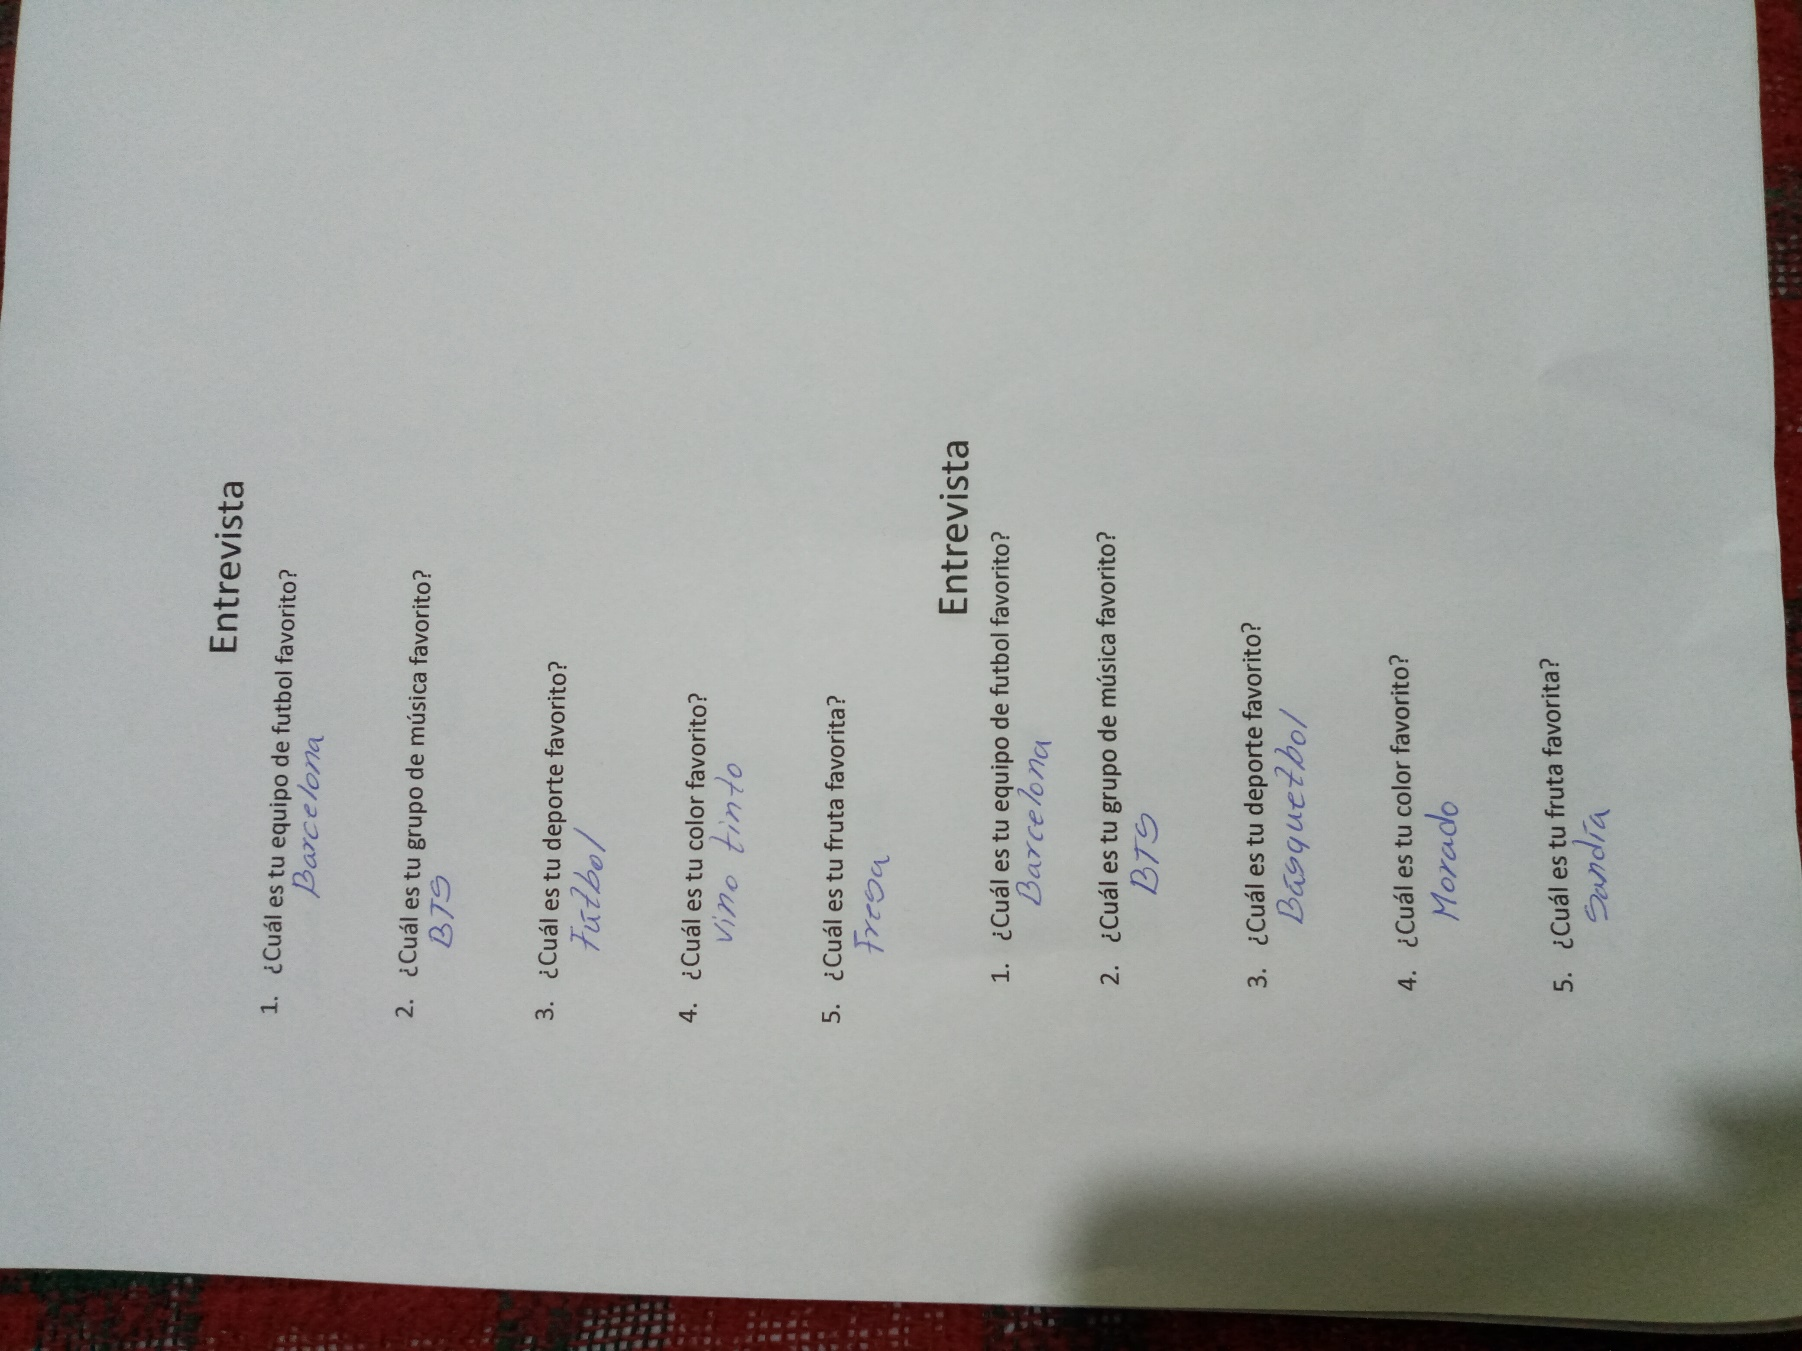 Entrevista
1. ¿Cuál es tu equipo de futbol favorito?
Barcelona
2. ¿Cuál es tu grupo de música favorito?
BTS
3. ¿Cuál es tu deporte favorito?
Fútbol
4. ¿Cuál es tu color favorito?
vino tinto
5. ¿Cuál es tu fruta favorita?
Fresa
Entrevista
1. ¿Cuál es tu equipo de futbol favorito?
Barcelona
2. ¿Cuál es tu grupo de música favorito?
BTS
3. ¿Cuál es tu deporte favorito?
Básquetbol
4. ¿Cuál es tu color favorito?
Morado
5. ¿Cuál es tu fruta favorita?
Sandía